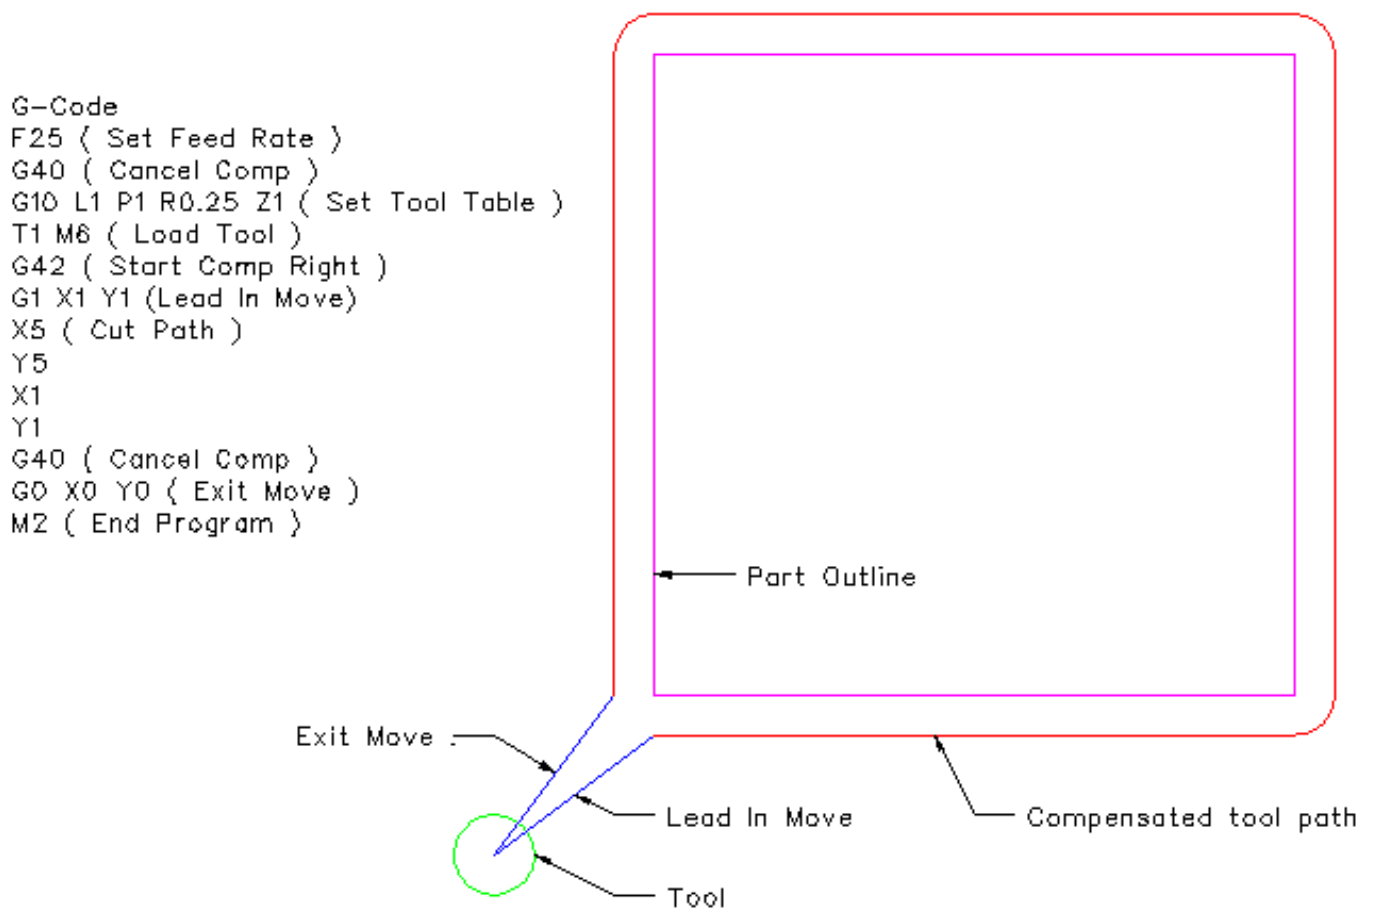 G-Code
F25 ( Set Feed Rate )
G40 ( Cancel Comp )
G10 L1 P1 R0.25 Z1 ( Set Tool Table )
T1 M6 ( Load Tool )
G42 ( Start Comp Right )
G1 X1 Y1 (Lead In Move)
X5 ( Cut Path )
Y5
X1
Y1
G40 ( Cancel Comp )
G0 X0 Y0 ( Exit Move )
M2 ( End Program )
Part Outline
Exit Move
Lead In Move
Compensated tool path
Tool